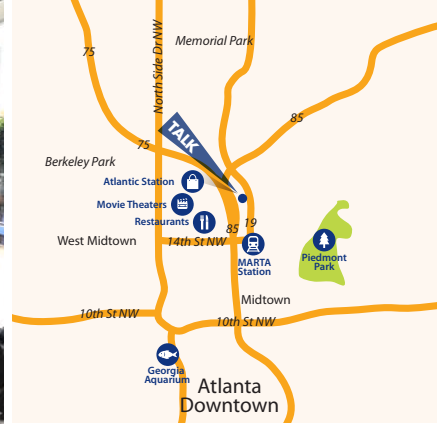 North Side Dr NW
Memorial Park
75
85
TALK
75
Berkeley Park
Atlantic Station
Movie Theaters
Restaurants
19
85
West Midtown
14th St NW
MARTA
Station
Piedmont
Park
Midtown
10th St NW
10th St NW
Georgia
Aquarium
Atlanta
Downtown